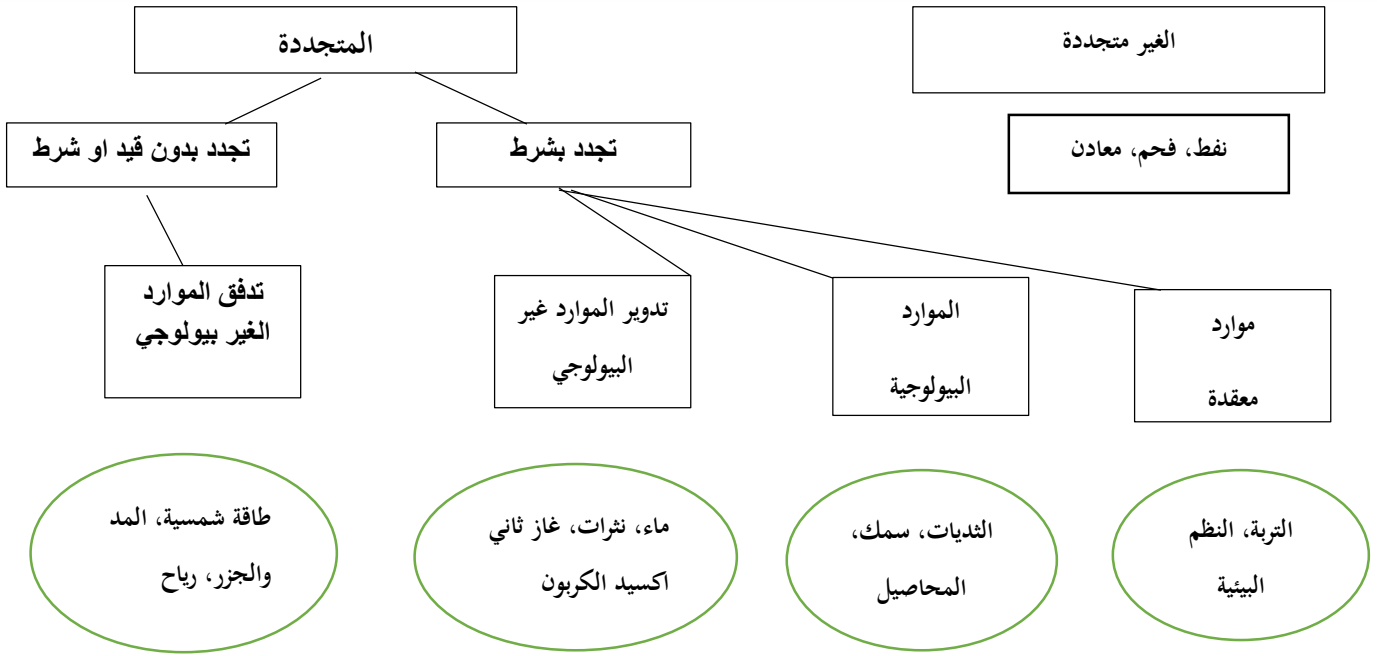 الغير متجددة
المتجددة
نفط، فحم، معادن
تجدد بشرط
تجدد بدون قيد او شرط
موارد
معقدة
الموارد
البيولوجية
تدوير الموارد غير
البيولوجي
تدفق الموارد
الغير بيولوجي
التربة، النظم
البيئية
الثديات، سمك،
المحاصيل
ماء، نثرات، غاز ثاني
اكسيد الكربون
طاقة شمسية، المد
والجزر، رياح